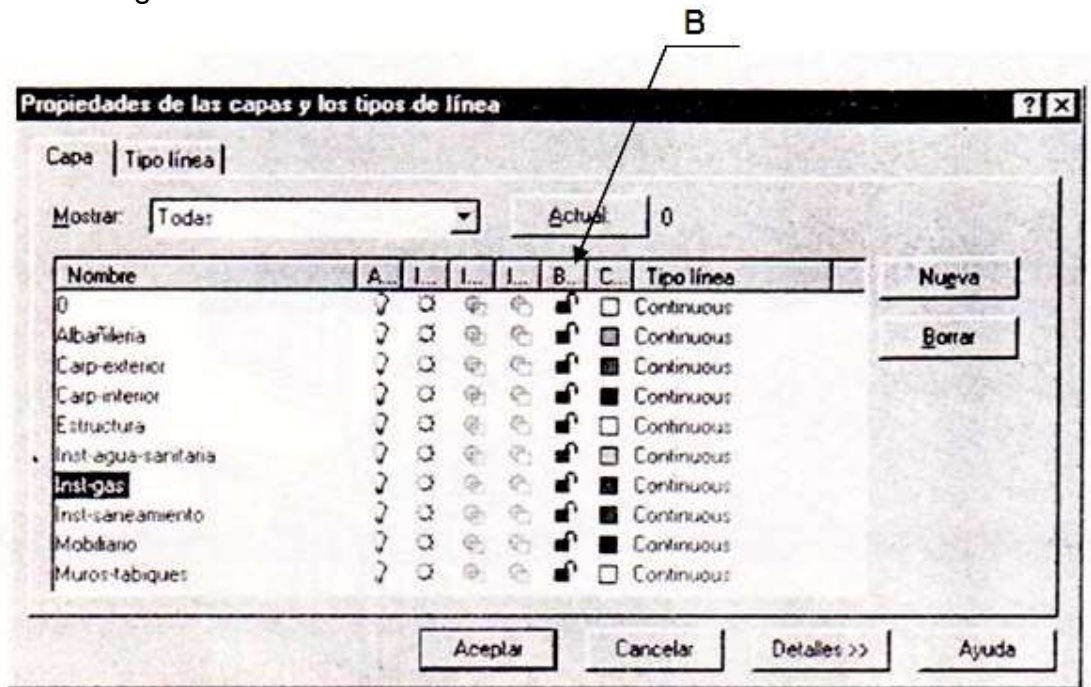 g
B
Propiedades de las capas y los tipos de línea ? X
Capa Tipo línea
Mostrar: Todas Actual: 0
Nombre A... I... I... I... B... C... Tipo línea
0 Continuous
Albañileria Continuous
Carp-exterior Continuous
Carp-interior Continuous
Estructura Continuous
Inst-agua-sanitaria Continuous
Inst-gas Continuous
Inst-saneamiento Continuous
Mobiliario Continuous
Muros-tabiques Continuous
Nueva
Borrar
Aceptar Cancelar Detalles >> Ayuda